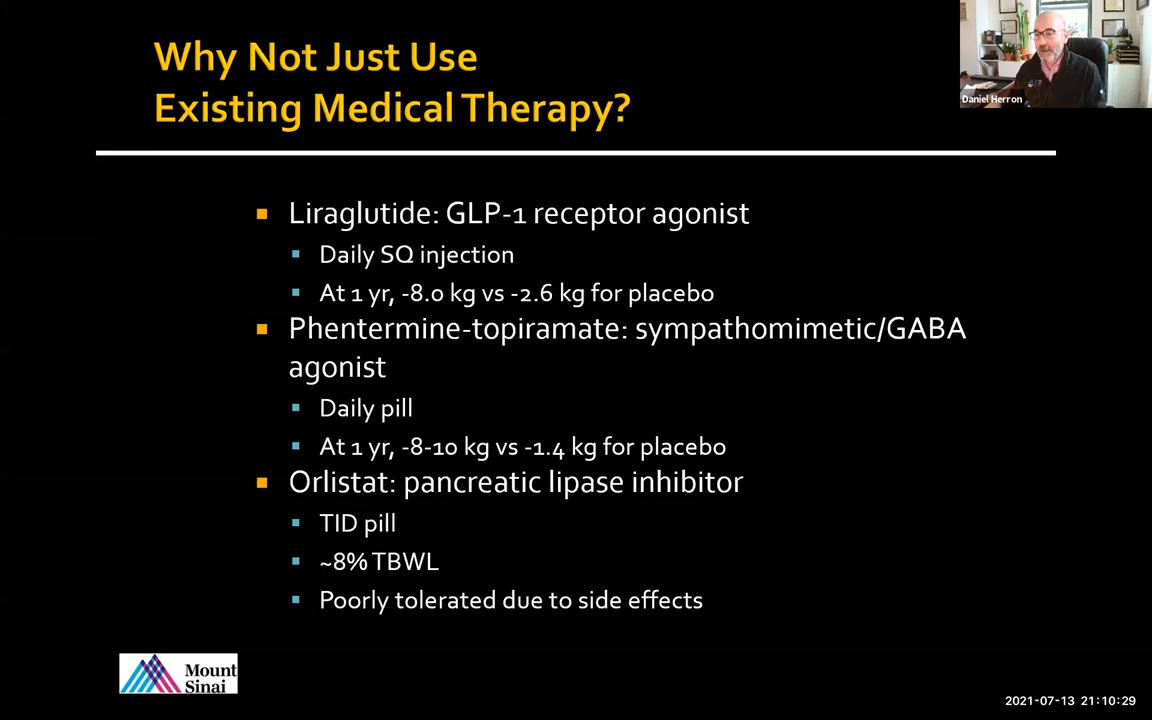 Why Not Just Use
Existing Medical Therapy?
Daniel Herron
Liraglutide: GLP-1 receptor agonist
Daily SQ injection
At 1 yr, -8.0 kg vs -2.6 kg for placebo
Phentermine-topiramate: sympathomimetic/GABA
agonist
Daily pill
At 1 yr, -8-10 kg vs -1.4 kg for placebo
Orlistat: pancreatic lipase inhibitor
TID pill
~8% TBWL
Poorly tolerated due to side effects
Mount
Sinai
2021-07-13 21:10:29